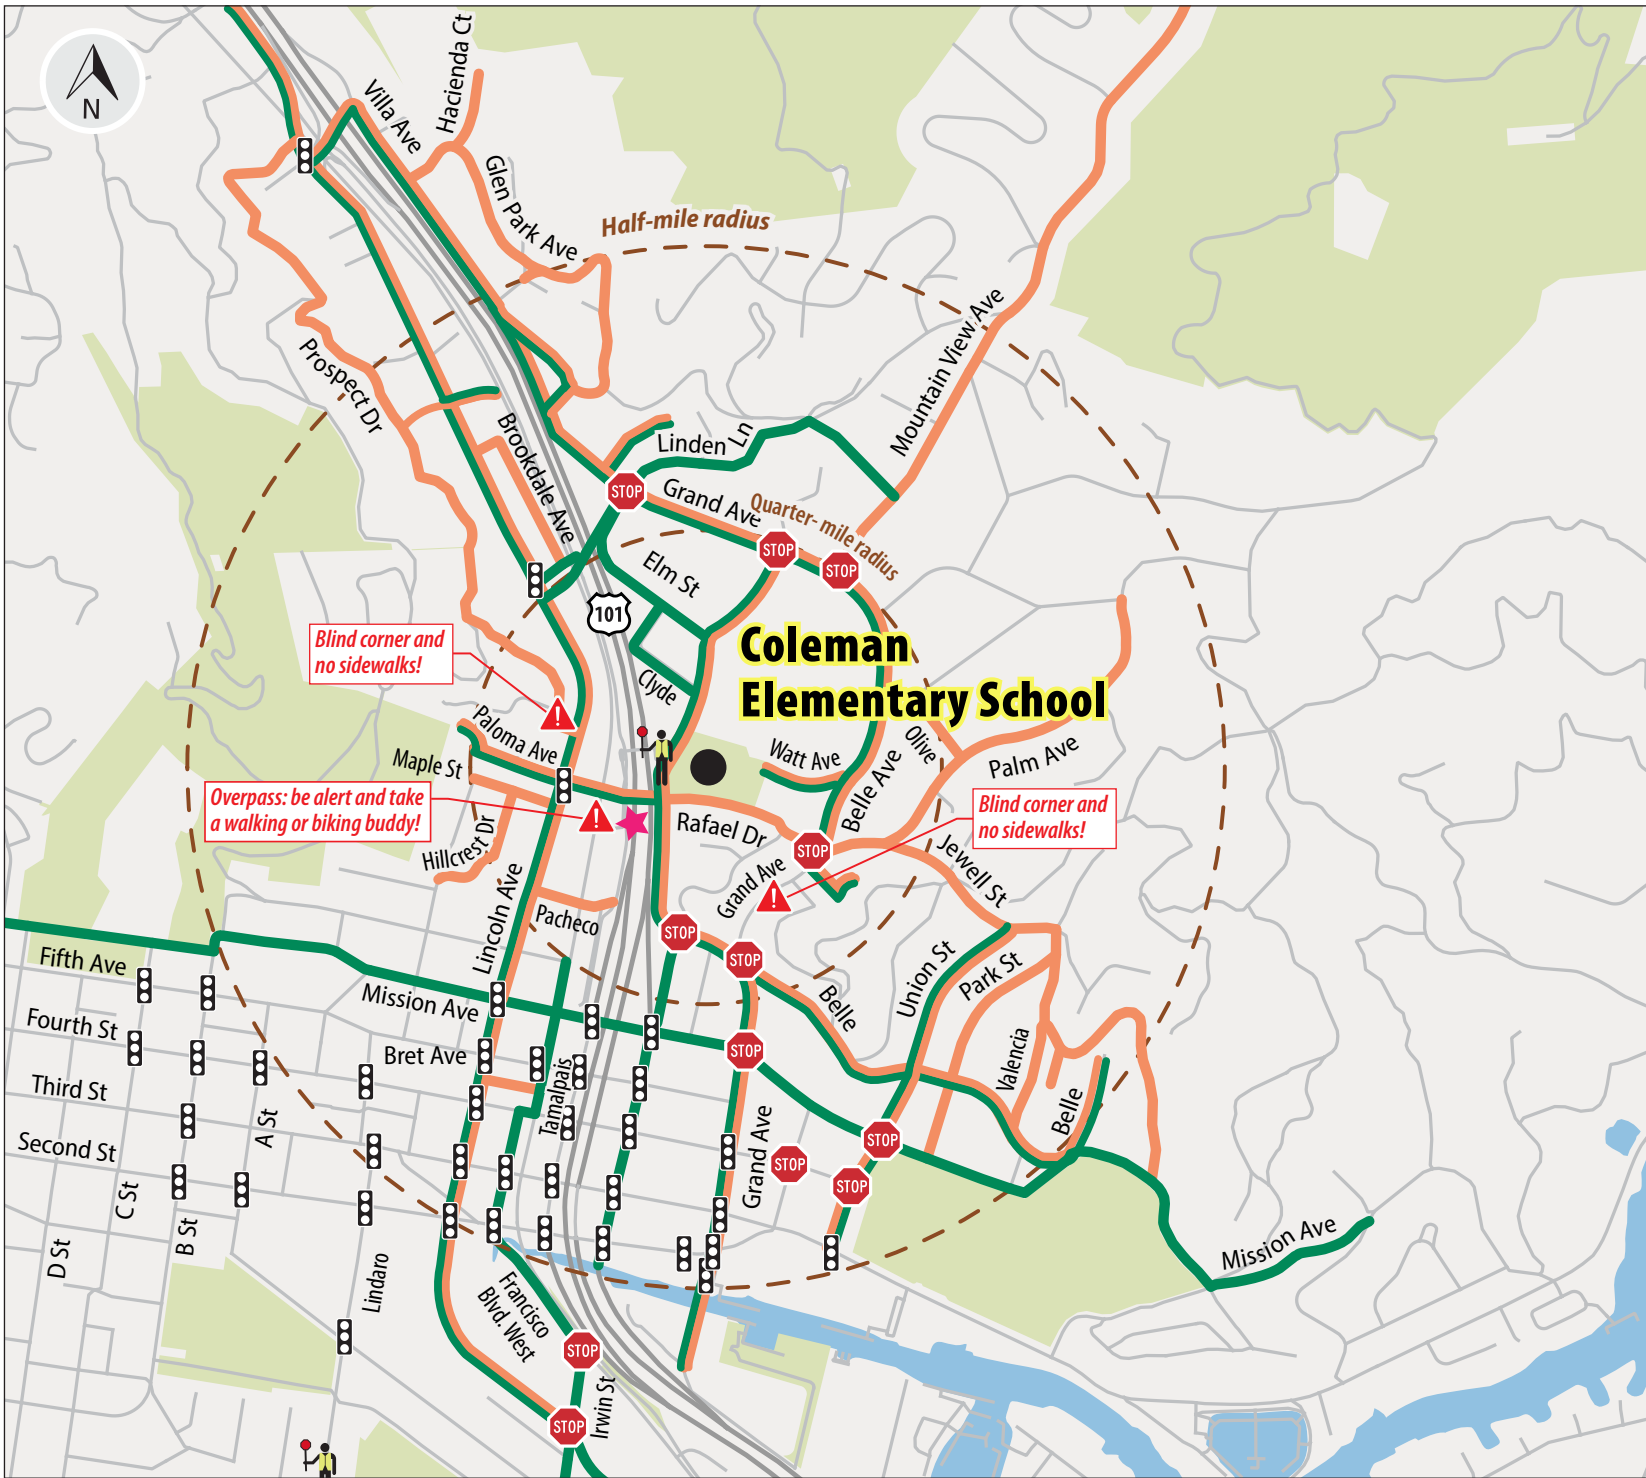 N
Villa Ave
Hacienda Ct
Glen Park Ave
Half-mile radius
Mountain View Ave
Prospect Dr
Brookdale Ave
Linden Ln
STOP
Grand Ave
Quarter- mile radius
STOP
STOP
Elm St
101
Blind corner and
no sidewalks!
Coleman
Elementary School
Clyde
Paloma Ave
Maple St
Watt Ave
Olive
Palm Ave
Overpass: be alert and take
a walking or biking buddy!
Belle Ave
Blind corner and
no sidewalks!
Rafael Dr
STOP
Hillcrest Dr
Jewell St
Grand Ave
Lincoln Ave
Pacheco
STOP
STOP
Fifth Ave
Mission Ave
Belle
Union St
Park St
Fourth St
Bret Ave
STOP
Valencia
Third St
Tamalpais
A St
Grand Ave
Belle
STOP
Second St
STOP
STOP
C St
B St
D St
Mission Ave
Lindaro
Francisco
Blvd. West
STOP
Irwin St
STOP